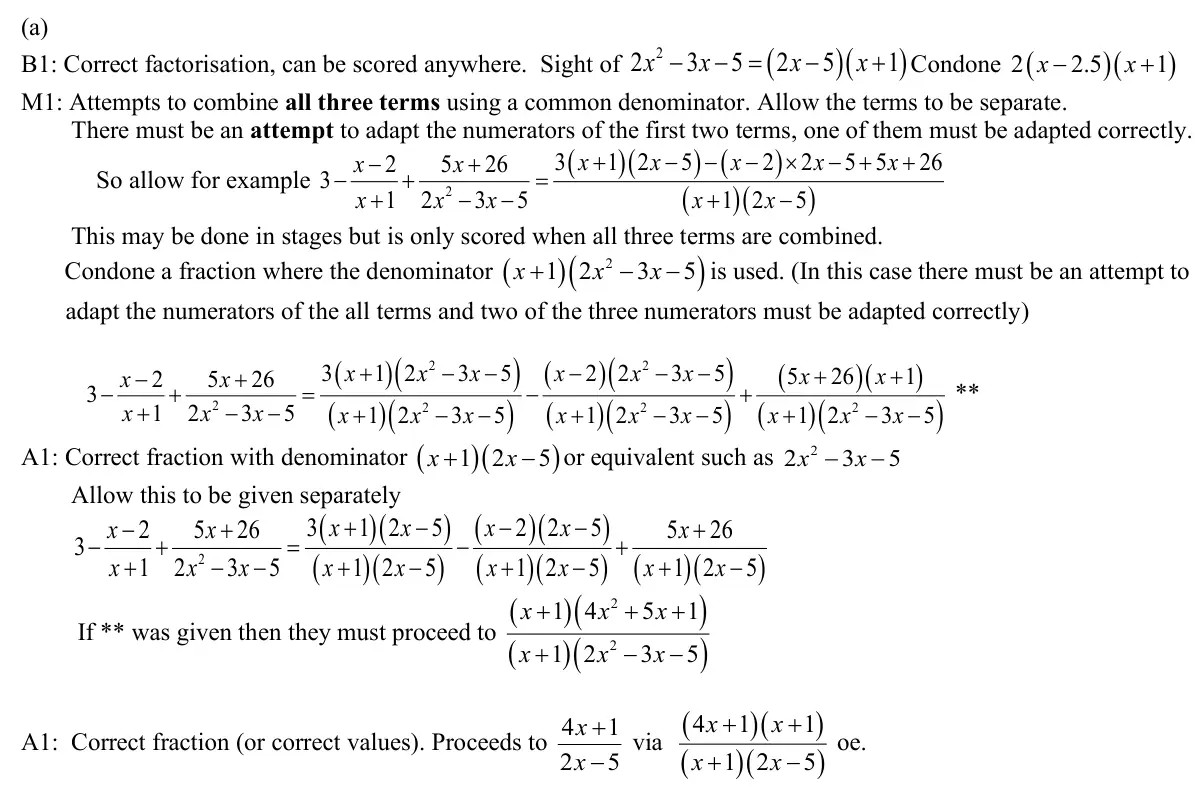 (a)
B1: Correct factorisation, can be scored anywhere. Sight of 2x² − 3x − 5 = (2x − 5)(x + 1) Condone 2(x − 2.5)(x + 1)
M1: Attempts to combine all three terms using a common denominator. Allow the terms to be separate.
There must be an attempt to adapt the numerators of the first two terms, one of them must be adapted correctly.
So allow for example 3 − (x − 2)/(x + 1) + (5x + 26)/(2x² − 3x − 5) = (3(x + 1)(2x − 5) − (x − 2) × 2x − 5 + 5x + 26)/((x + 1)(2x − 5))
This may be done in stages but is only scored when all three terms are combined.
Condone a fraction where the denominator (x + 1)(2x² − 3x − 5) is used. (In this case there must be an attempt to
adapt the numerators of the all terms and two of the three numerators must be adapted correctly)
3 − (x − 2)/(x + 1) + (5x + 26)/(2x² − 3x − 5) = (3(x + 1)(2x² − 3x − 5))/((x + 1)(2x² − 3x − 5)) − ((x − 2)(2x² − 3x − 5))/((x + 1)(2x² − 3x − 5)) + ((5x + 26)(x + 1))/((x + 1)(2x² − 3x − 5)) **
A1: Correct fraction with denominator (x + 1)(2x − 5) or equivalent such as 2x² − 3x − 5
Allow this to be given separately
3 − (x − 2)/(x + 1) + (5x + 26)/(2x² − 3x − 5) = (3(x + 1)(2x − 5))/((x + 1)(2x − 5)) − ((x − 2)(2x − 5))/((x + 1)(2x − 5)) + (5x + 26)/((x + 1)(2x − 5))
If ** was given then they must proceed to ((x + 1)(4x² + 5x + 1))/((x + 1)(2x² − 3x − 5))
A1: Correct fraction (or correct values). Proceeds to (4x + 1)/(2x − 5) via ((4x + 1)(x + 1))/((x + 1)(2x − 5)) oe.